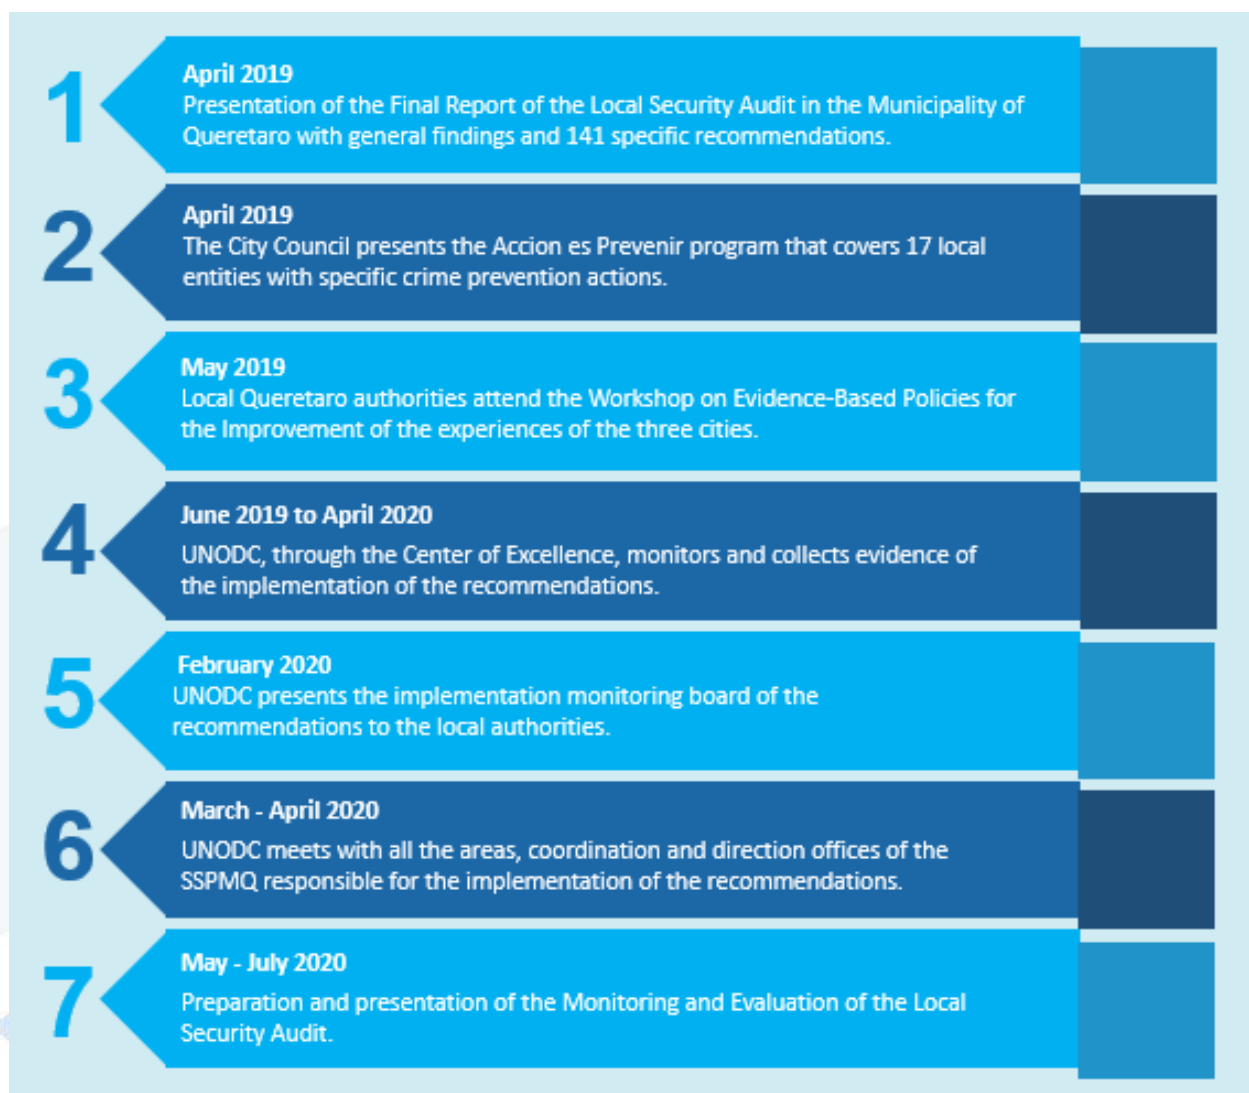 1
April 2019
Presentation of the Final Report of the Local Security Audit in the Municipality of
Queretaro with general findings and 141 specific recommendations.
2
April 2019
The City Council presents the Accion es Prevenir program that covers 17 local
entities with specific crime prevention actions.
3
May 2019
Local Queretaro authorities attend the Workshop on Evidence-Based Policies for
the Improvement of the experiences of the three cities.
4
June 2019 to April 2020
UNODC, through the Center of Excellence, monitors and collects evidence of
the implementation of the recommendations.
5
February 2020
UNODC presents the implementation monitoring board of the
recommendations to the local authorities.
6
March - April 2020
UNODC meets with all the areas, coordination and direction offices of the
SSPMQ responsible for the implementation of the recommendations.
7
May - July 2020
Preparation and presentation of the Monitoring and Evaluation of the Local
Security Audit.